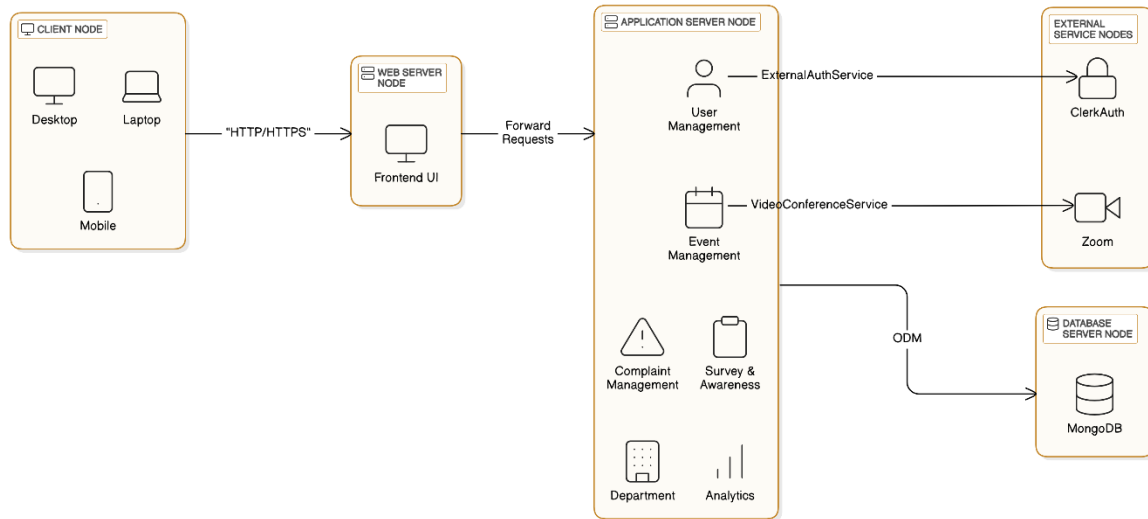 CLIENT NODE
Desktop
Laptop
Mobile
"HTTP/HTTPS"
WEB SERVER
NODE
Frontend UI
Forward
Requests
APPLICATION SERVER NODE
User
Management
ExternalAuthService
Event
Management
VideoConferenceService
Complaint
Management
Survey &
Awareness
Department
Analytics
EXTERNAL
SERVICE NODES
ClerkAuth
Zoom
ODM
DATABASE
SERVER NODE
MongoDB